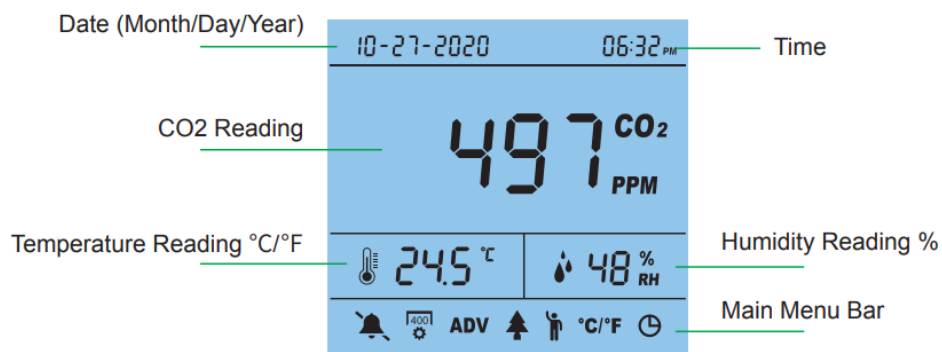 Date (Month/Day/Year)
10-27-2020 06:32 PM
Time
CO2 Reading
497 CO2
PPM
Temperature Reading °C/°F
24.5 °C
48 %
RH
Humidity Reading %
400
ADV °C/°F
Main Menu Bar